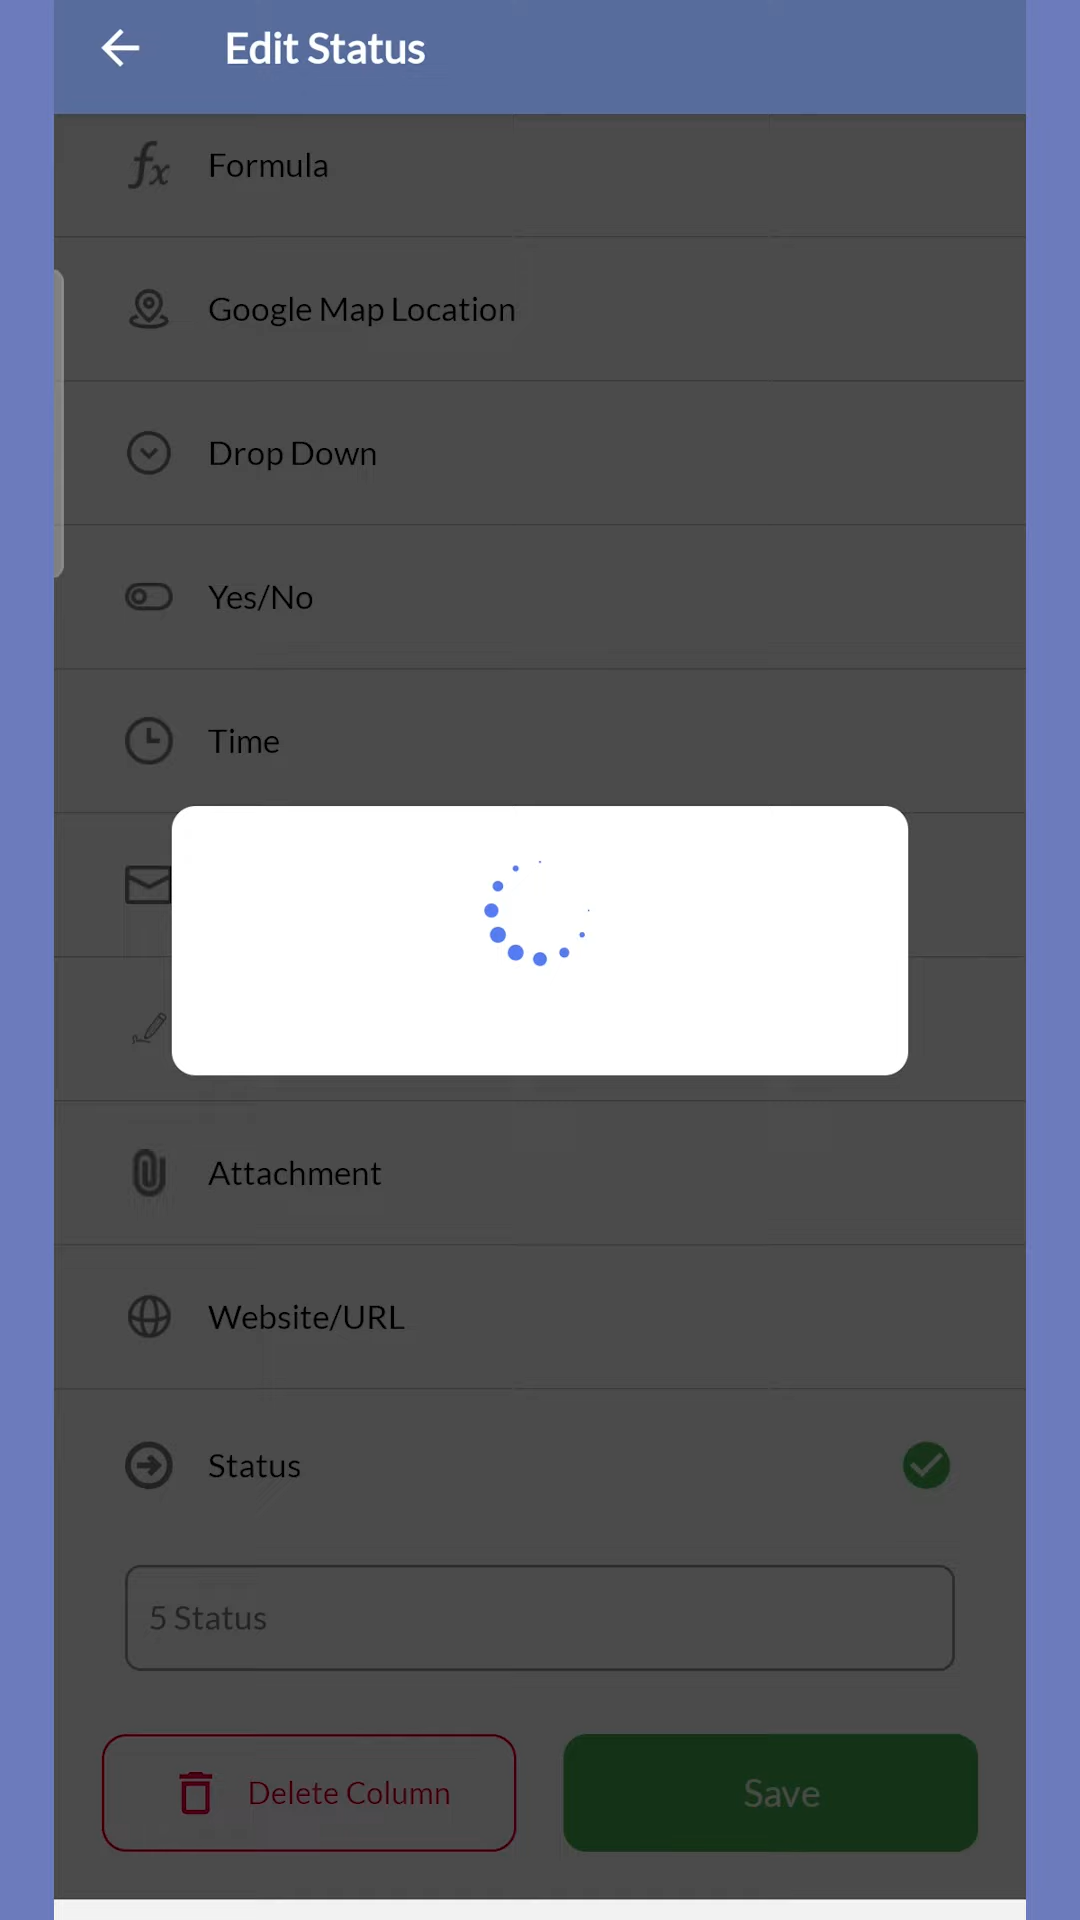 Edit Status
Formula
Google Map Location
Drop Down
Yes/No
Time
Attachment
Website/URL
Status
5 Status
Delete Column
Save